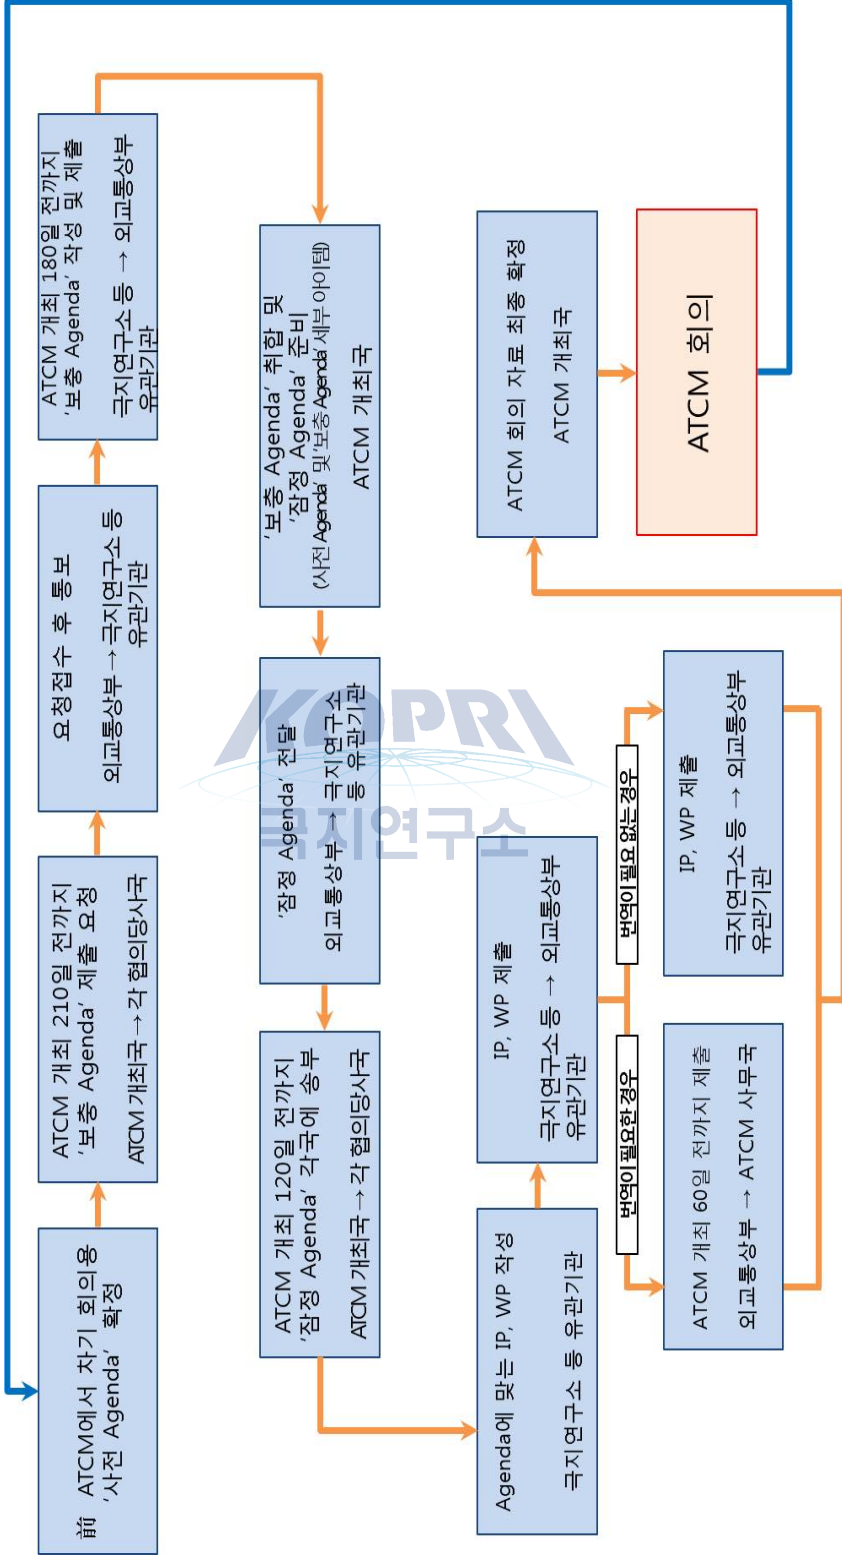 前 ATCM에서 차기 회의용
‘사전 Agenda’ 확정
ATCM 개최 210일 전까지
‘보충 Agenda’ 제출 요청
ATCM 개최국 → 각 협의당사국
요청접수 후 통보
외교통상부 → 극지연구소 등
유관기관
ATCM 개최 180일 전까지
‘보충 Agenda’ 작성 및 제출
극지연구소 등 → 외교통상부
유관기관
‘보충 Agenda’ 취합 및
‘잠정 Agenda’ 준비
(‘사전 Agenda’ 및 ‘보충 Agenda’ 세부 아이템)
ATCM 개최국
‘잠정 Agenda’ 전달
외교통상부 → 극지연구소
등 유관기관
ATCM 개최 120일 전까지
‘잠정 Agenda’ 각국에 송부
ATCM 개최국 → 각 협의당사국
Agenda에 맞는 IP, WP 작성
극지연구소 등 유관기관
IP, WP 제출
극지연구소 등 → 외교통상부
유관기관
번역이 필요한 경우
번역이 필요 없는 경우
ATCM 개최 60일 전까지 제출
외교통상부 → ATCM 사무국
IP, WP 제출
극지연구소 등 → 외교통상부
유관기관
ATCM 회의 자료 최종 확정
ATCM 개최국
ATCM 회의
KOPRI
극지연구소